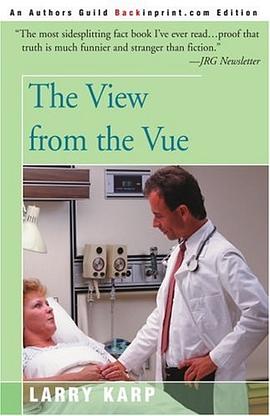 An Authors Guild Backinprint.com Edition
“The most sidesplitting fact book I’ve ever read...proof that
truth is much funnier and stranger than fiction.”
—JRG Newsletter
The View
from the Vue
LARRY KARP